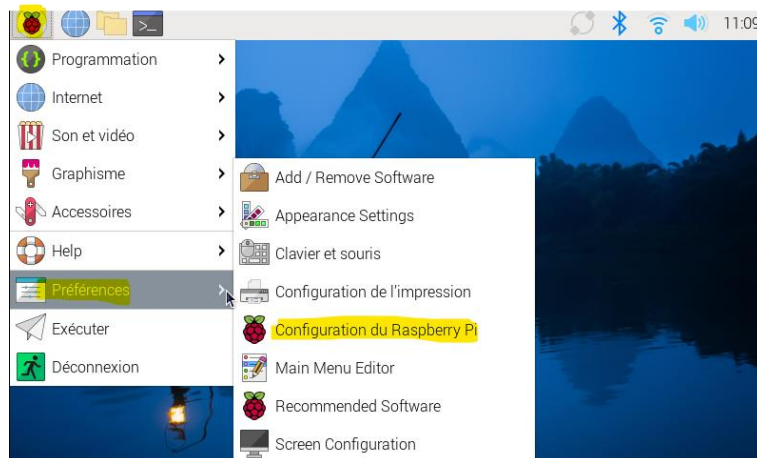 11:09
Programmation
Internet
Son et vidéo
Graphisme
Accessoires
Help
Préférences
Exécuter
Déconnexion
Add / Remove Software
Appearance Settings
Clavier et souris
Configuration de l'impression
Configuration du Raspberry Pi
Main Menu Editor
Recommended Software
Screen Configuration